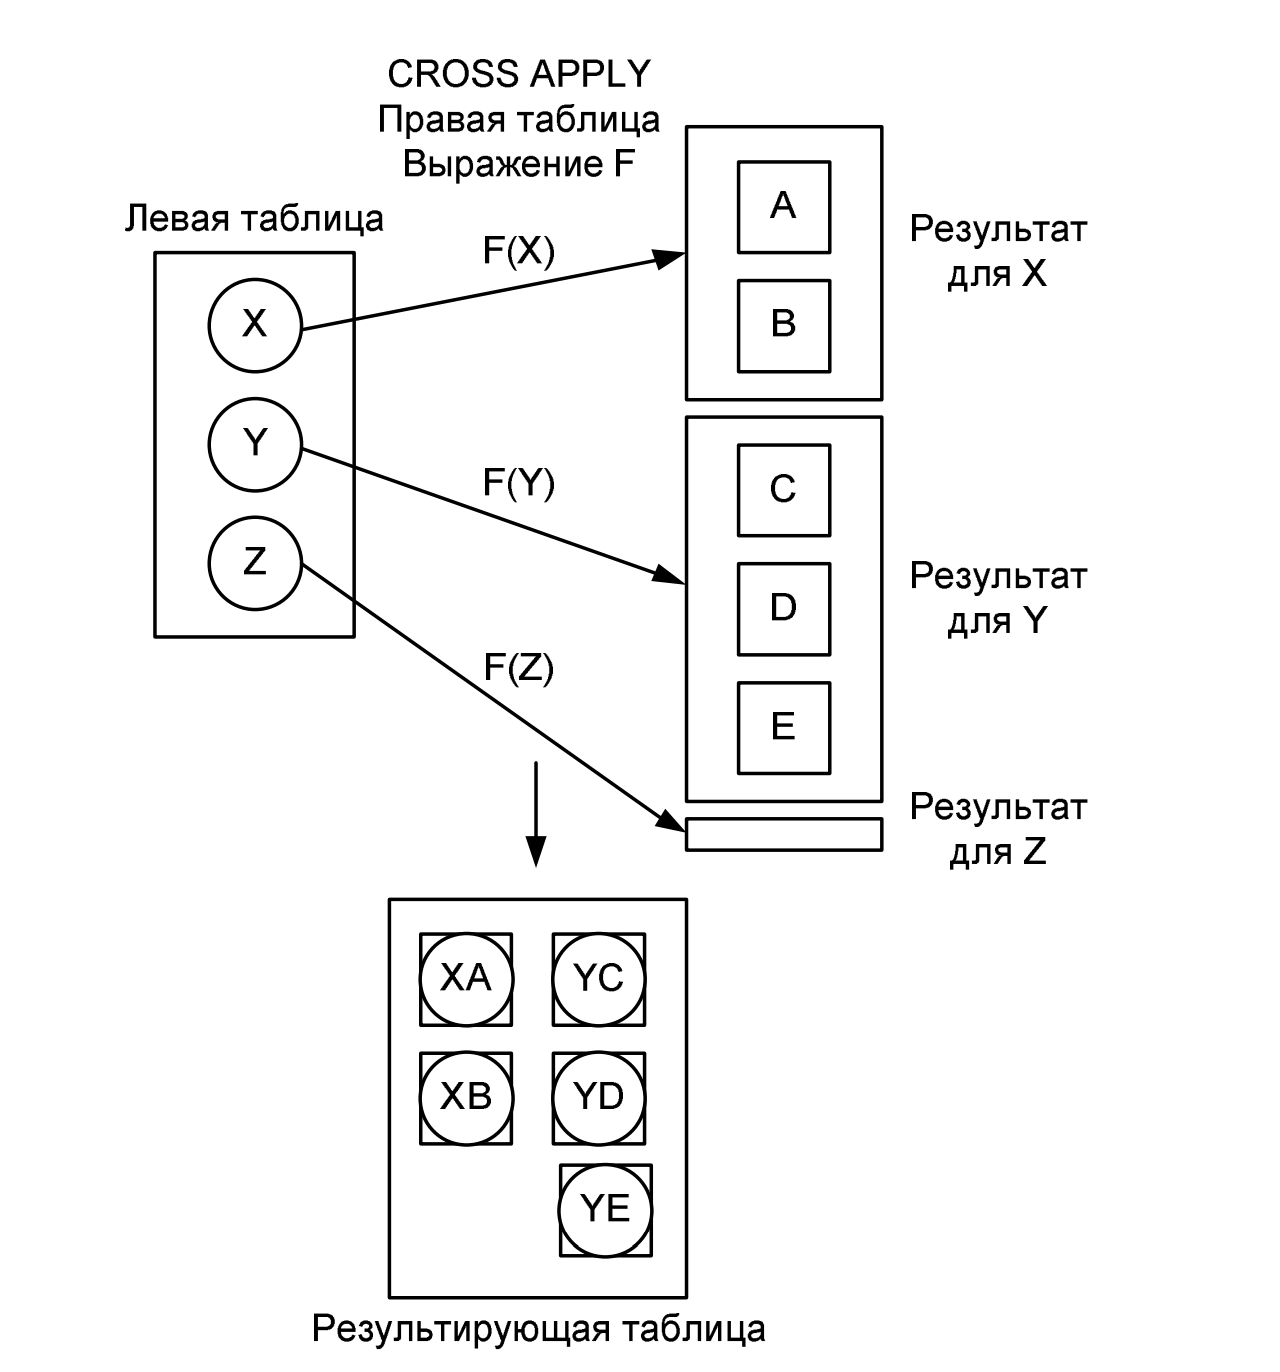 CROSS APPLY
Правая таблица
Выражение F
Левая таблица
X
Y
Z
F(X)
F(Y)
F(Z)
A
B
Результат
для X
C
D
E
Результат
для Y
Результат
для Z
XA
YC
XB
YD
YE
Результирующая таблица